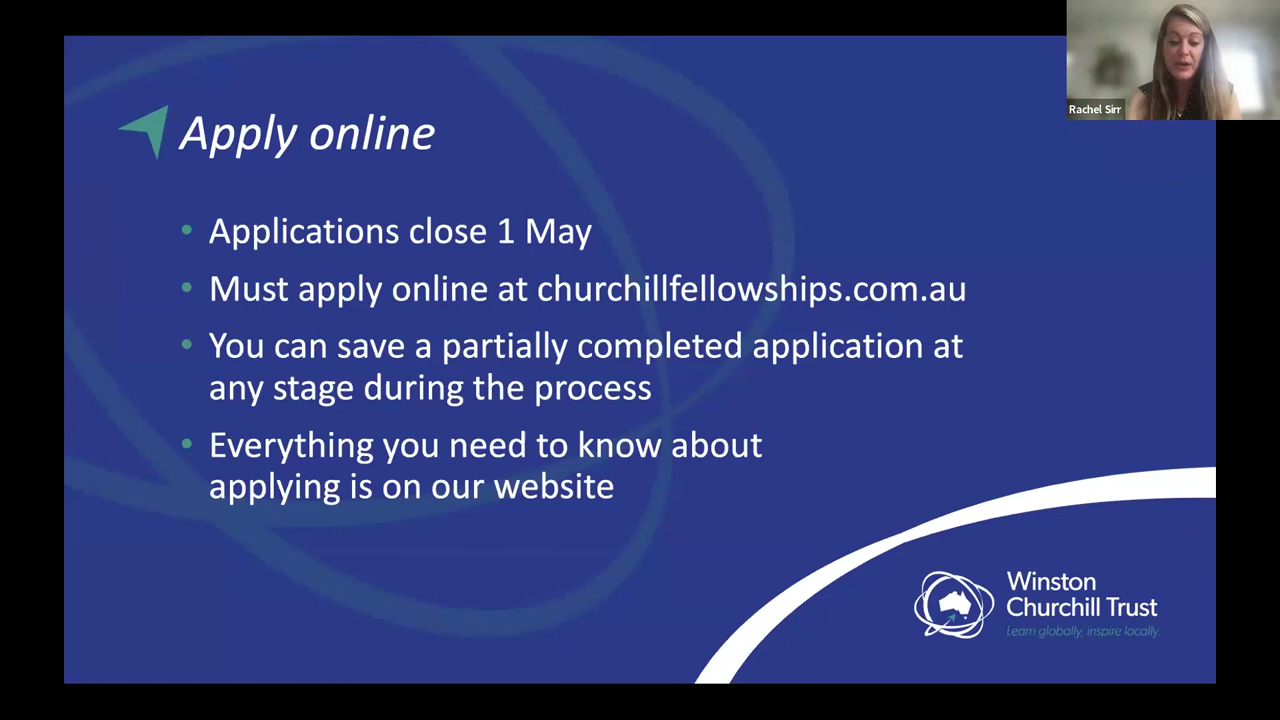 Rachel Sirr
Apply online
• Applications close 1 May
• Must apply online at churchillfellowships.com.au
• You can save a partially completed application at
any stage during the process
• Everything you need to know about
applying is on our website
Winston
Churchill Trust
Learn globally, inspire locally.